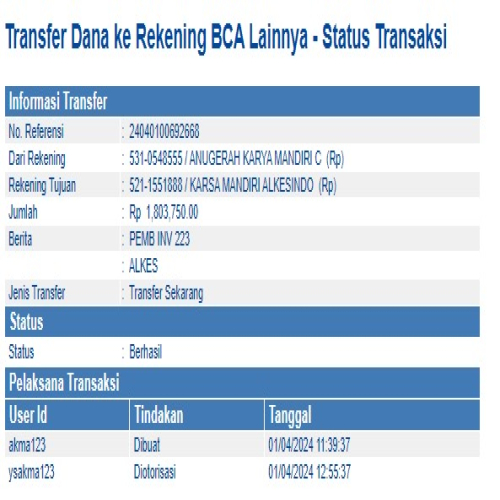 Transfer Dana ke Rekening BCA Lainnya - Status Transaksi
Informasi Transfer
No. Referensi : 24040100692668
Dari Rekening : 531-0548555 / ANUGERAH KARYA MANDIRI C (Rp)
Rekening Tujuan : 521-1551888 / KARSA MANDIRI ALKESINDO (Rp)
Jumlah : Rp 1,803,750.00
Berita : PEMB INV 223
: ALKES
Jenis Transfer : Transfer Sekarang
Status
Status : Berhasil
Pelaksana Transaksi
User Id Tindakan Tanggal
akma123 Dibuat 01/04/2024 11:39:37
ysakma123 Diotorisasi 01/04/2024 12:55:37